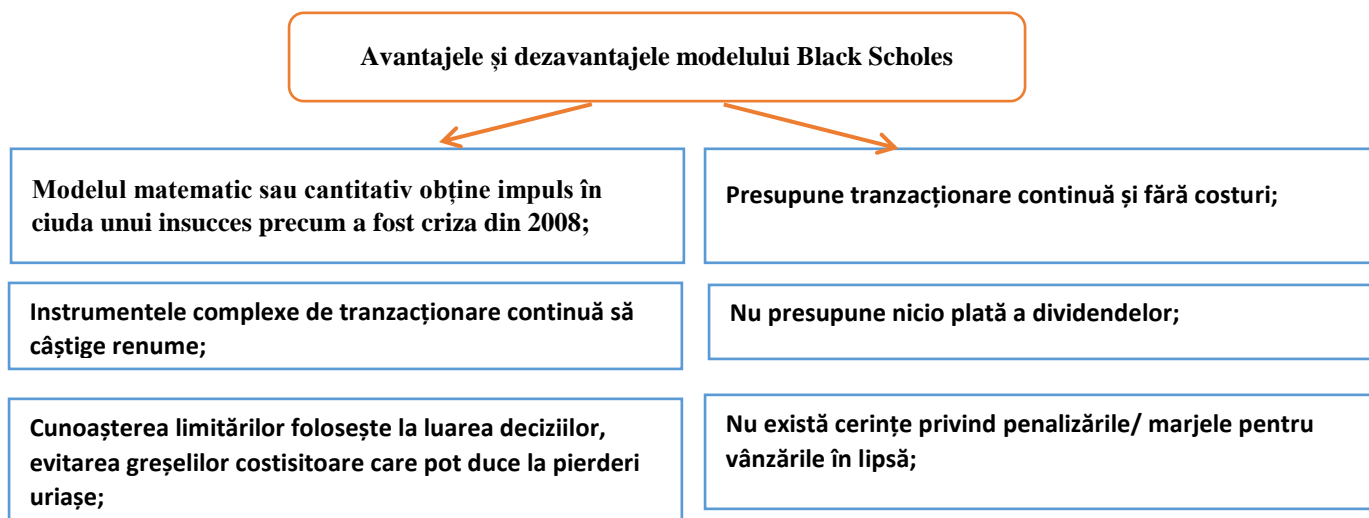 Avantajele și dezavantajele modelului Black Scholes
Modelul matematic sau cantitativ obține impuls în
ciuda unui insucces precum a fost criza din 2008;
Instrumentele complexe de tranzacționare continuă să
câștige renume;
Cunoașterea limitărilor folosește la luarea deciziilor,
evitarea greșelilor costisitoare care pot duce la pierderi
uriașe;
Presupune tranzacționare continuă și fără costuri;
Nu presupune nicio plată a dividendelor;
Nu există cerințe privind penalizările/ marjele pentru
vânzările în lipsă;